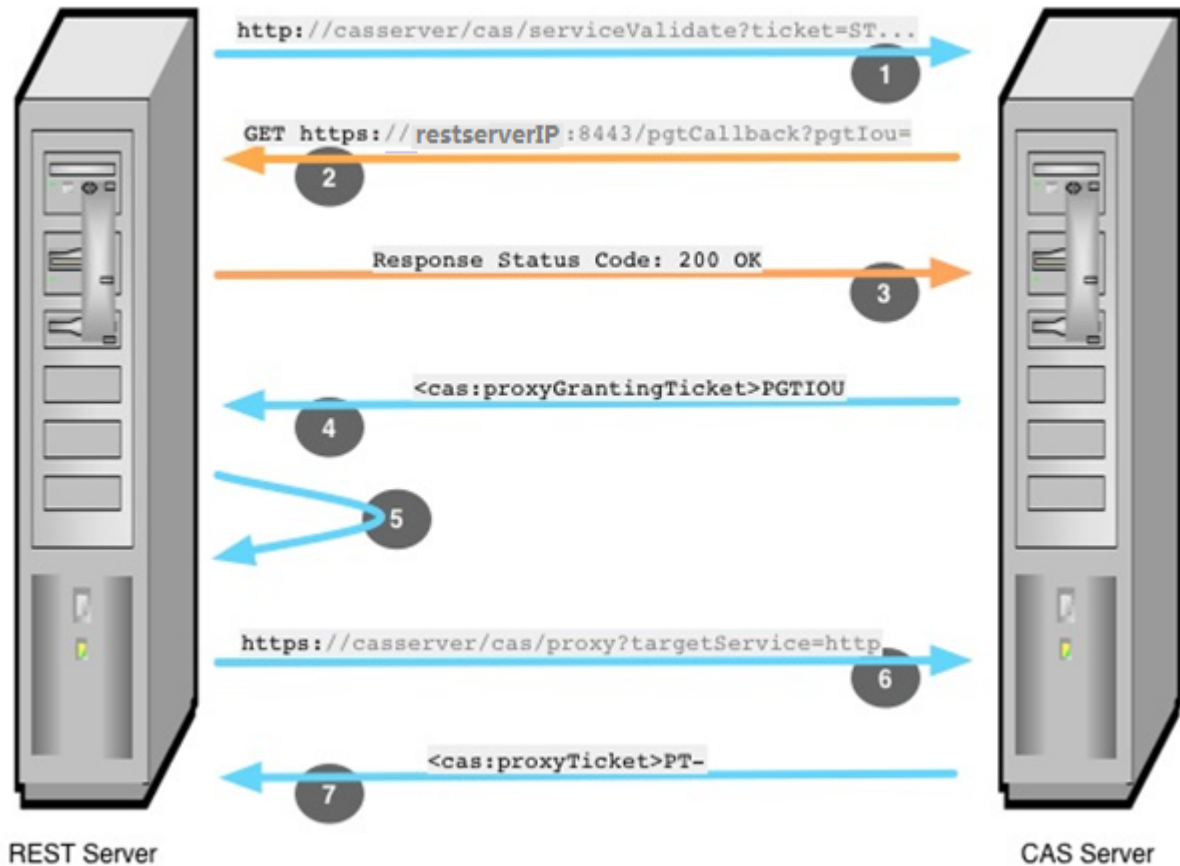 http://casserver/cas/serviceValidate?ticket=ST...
1
GET https://restserverIP:8443/pgtCallback?pgtIou=
2
Response Status Code: 200 OK
3
<cas:proxyGrantingTicket>PGTIOU
4
5
https://casserver/cas/proxy?targetService=http
6
<cas:proxyTicket>PT-
7
REST Server
CAS Server